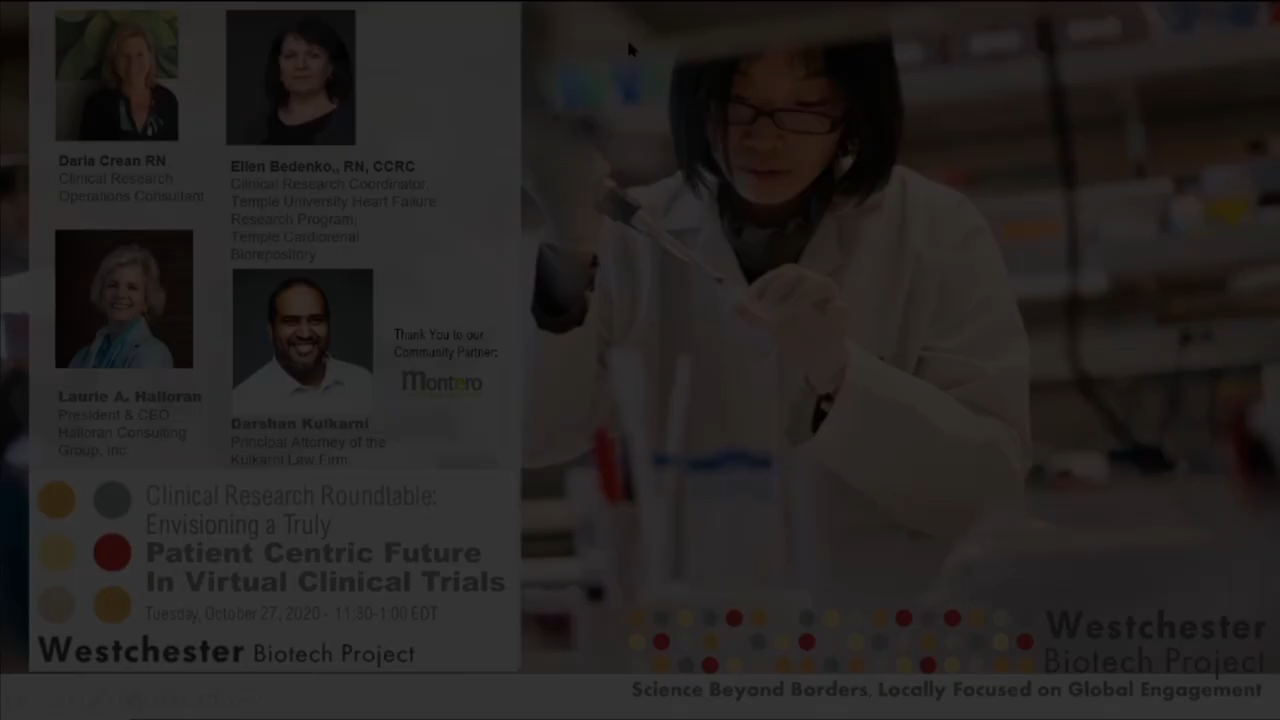 Daria Crean RN
Clinical Research
Operations Consultant
Ellen Bedenko,, RN, CCRC
Clinical Research Coordinator,
Temple University Heart Failure
Research Program;
Temple Cardiorenal
Biorepository
Laurie A. Halloran
President & CEO
Halloran Consulting
Group, inc
Darshan Kulkarni
Principal Attorney of the
Kulkarni Law Firm
Thank You to our
Community Partner:
Montero
Clinical Research Roundtable:
Envisioning a Truly
Patient Centric Future
In Virtual Clinical Trials
Tuesday, October 27, 2020 - 11:30-1:00 EDT
Westchester Biotech Project
Westchester
Biotech Project
Science Beyond Borders, Locally Focused on Global Engagement